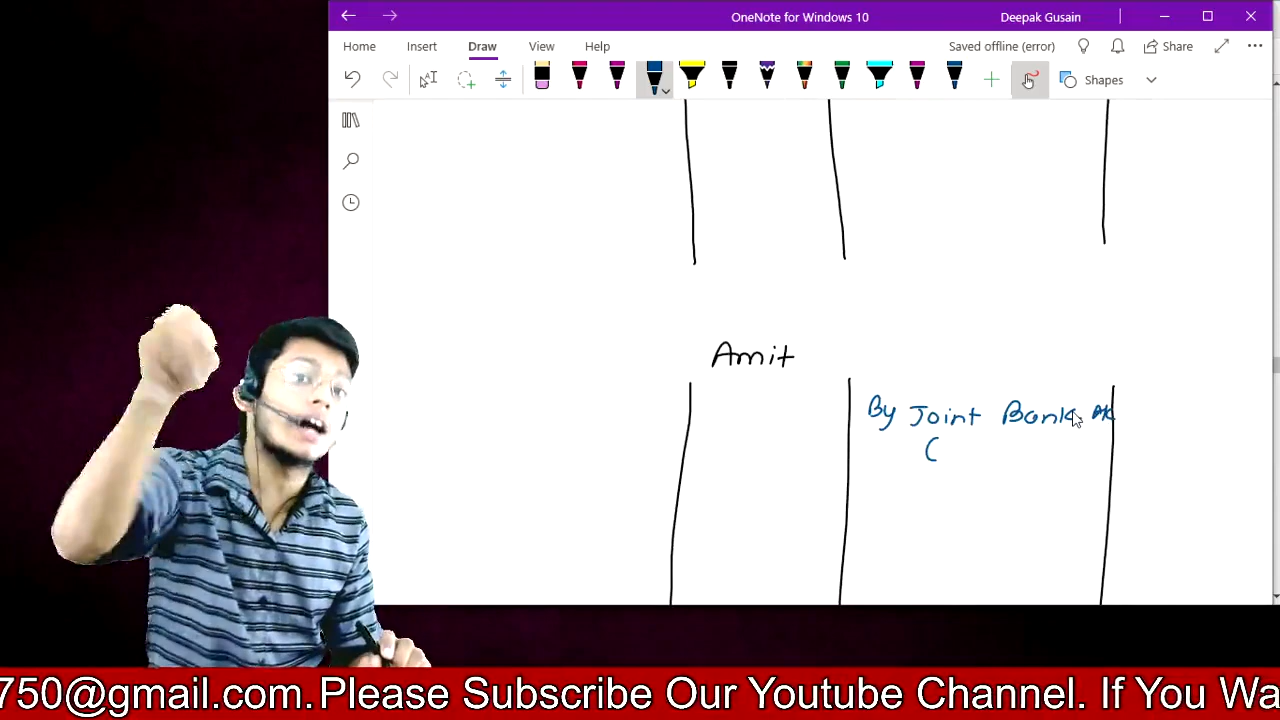 OneNote for Windows 10
Deepak Gusain
Home Insert Draw View Help
Saved offline (error)
Share
Shapes
Amit
By Joint Bank A/c
(
750@gmail.com. Please Subscribe Our Youtube Channel. If You Wa